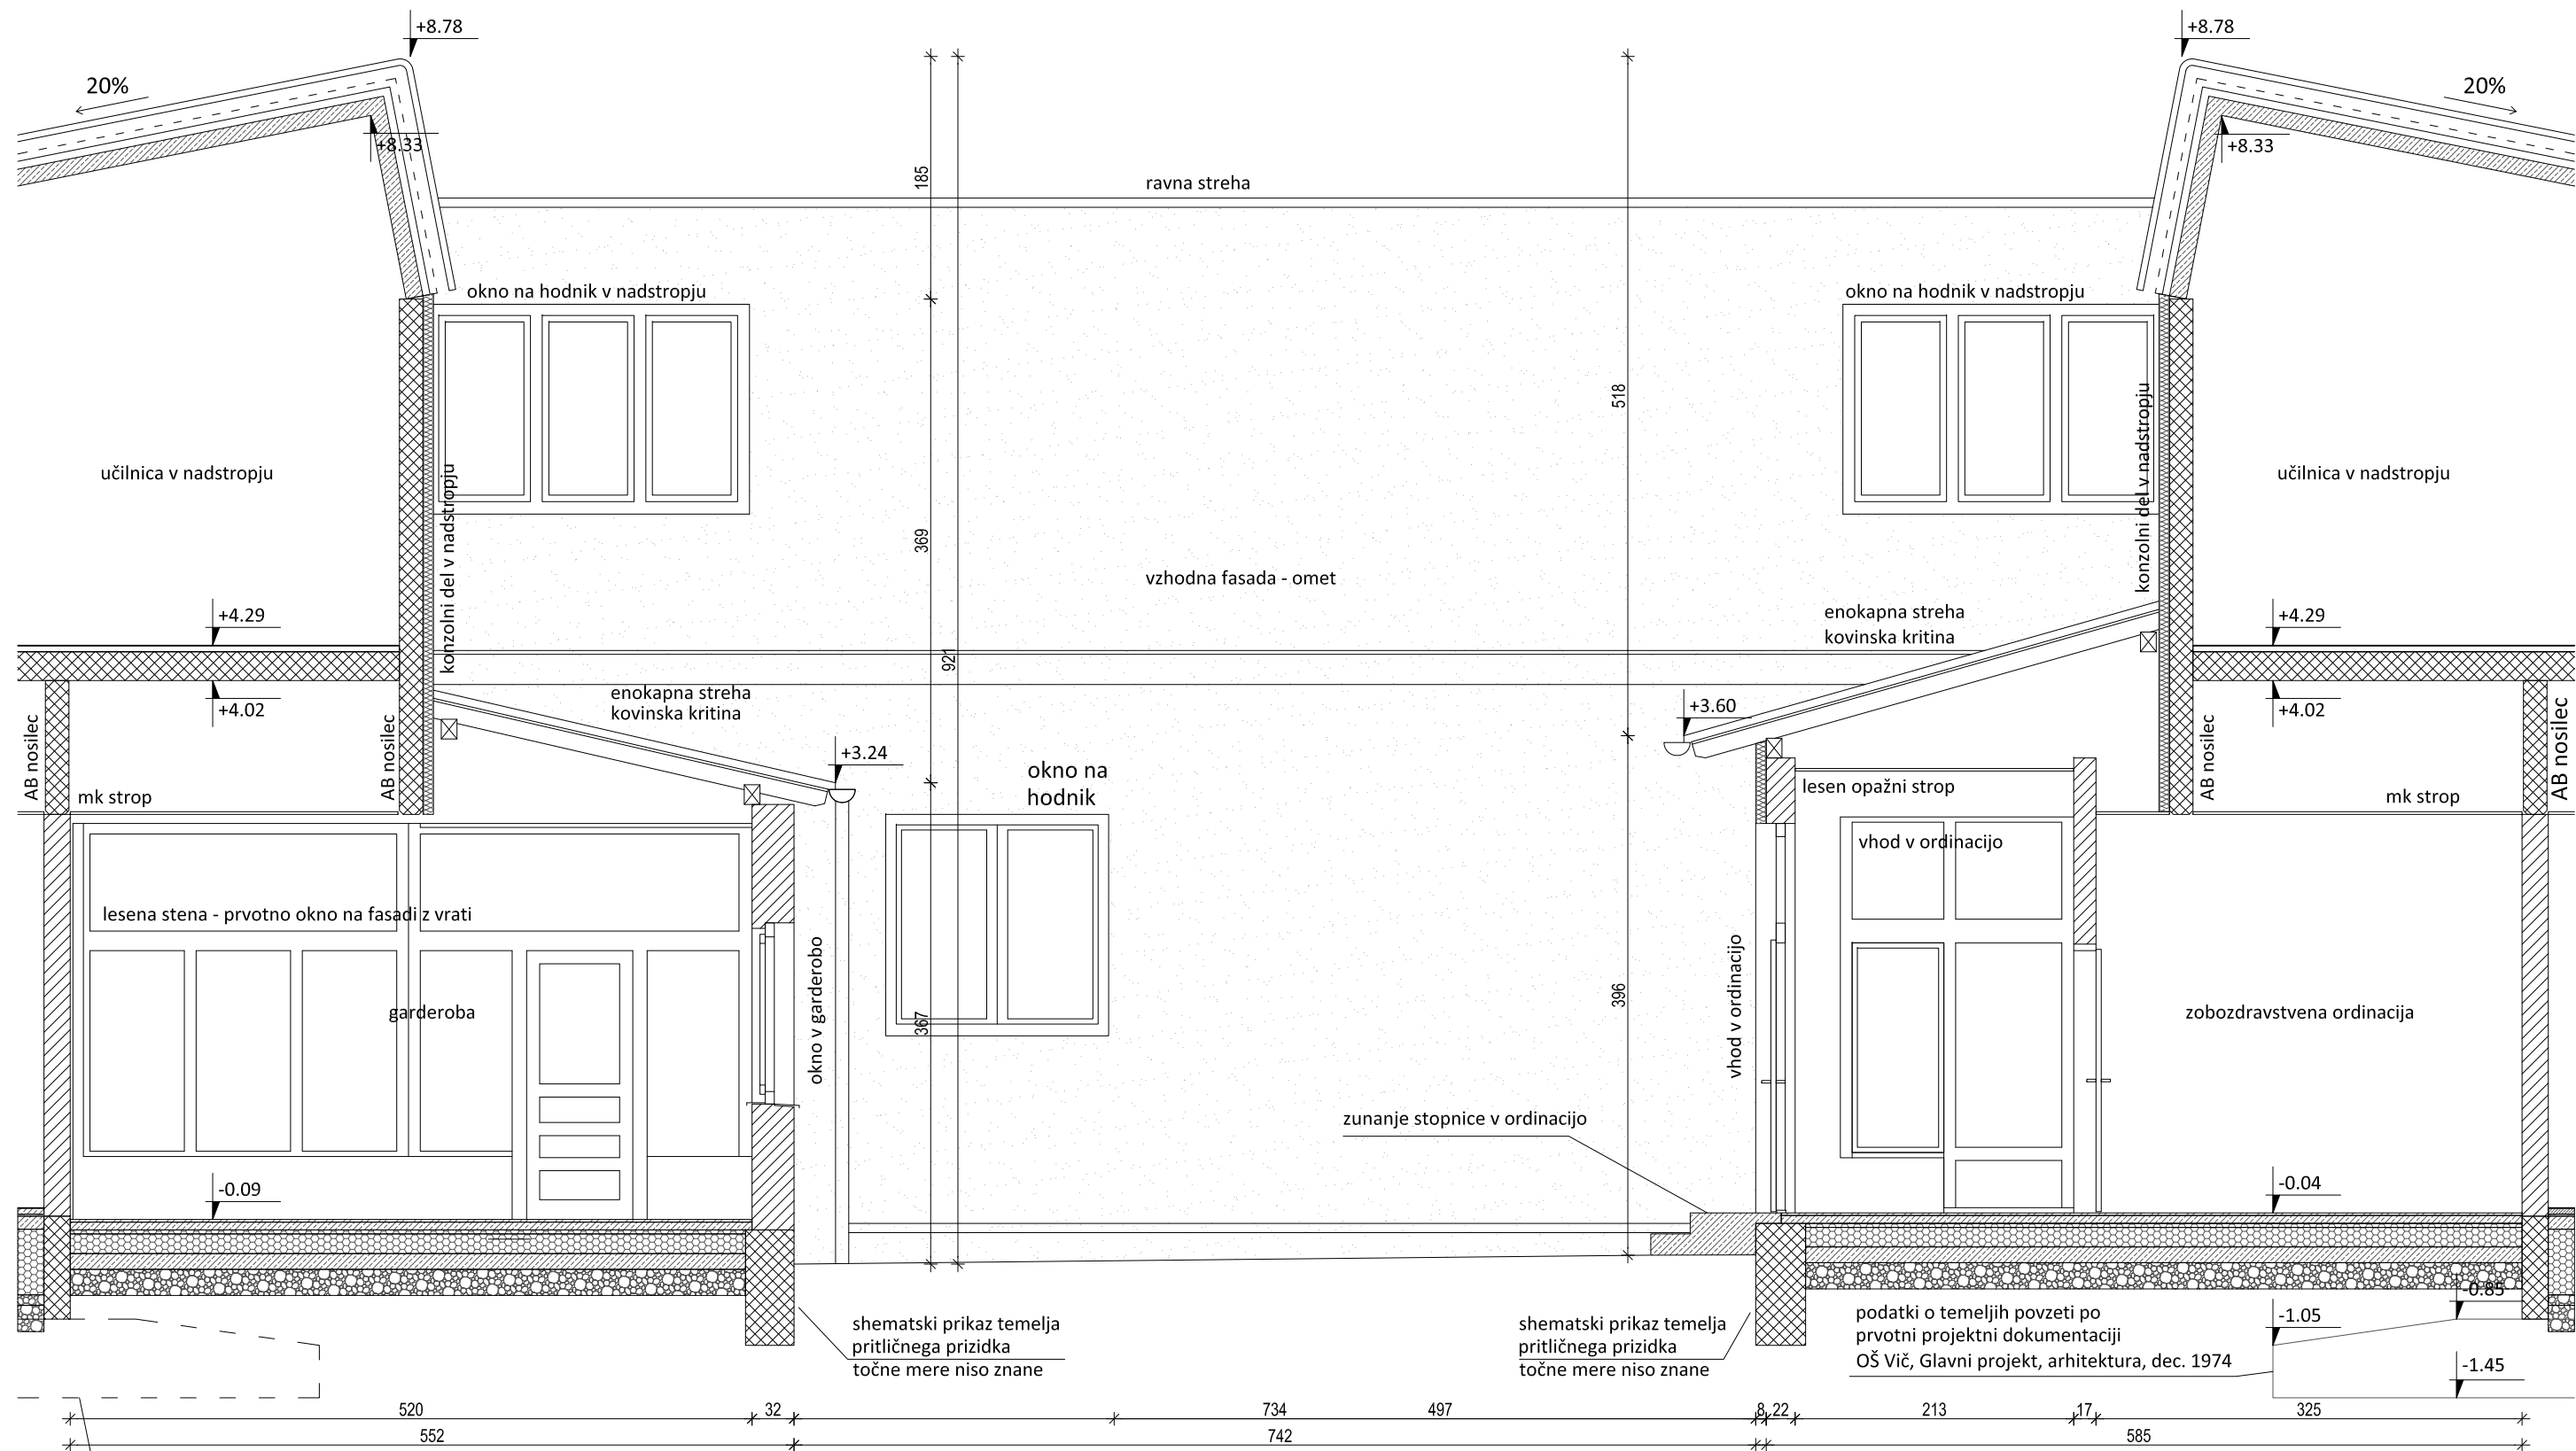 +8.78
+8.78
20%
20%
+8.33
+8.33
185
ravna streha
okno na hodnik v nadstropju
okno na hodnik v nadstropju
518
učilnica v nadstropju
konzolni del v nadstropju
konzolni del v nadstropju
učilnica v nadstropju
369
vzhodna fasada - omet
+4.29
enokapna streha
kovinska kritina
+4.29
921
enokapna streha
kovinska kritina
+4.02
+3.60
+4.02
AB nosilec
AB nosilec
AB nosilec
AB nosilec
+3.24
okno na
hodnik
mk strop
lesen opažni strop
mk strop
vhod v ordinacijo
lesena stena - prvotno okno na fasadi z vrati
garderoba
okno v garderobo
367
396
vhod v ordinacijo
zobozdravstvena ordinacija
zunanje stopnice v ordinacijo
-0.09
-0.04
-0.85
shematski prikaz temelja
pritličnega prizidka
točne mere niso znane
shematski prikaz temelja
pritličnega prizidka
točne mere niso znane
podatki o temeljih povzeti po
prvotni projektni dokumentaciji
OŠ Vič, Glavni projekt, arhitektura, dec. 1974
-1.05
-1.45
520 32 734 497 8 22 213 17 325
552 742 585